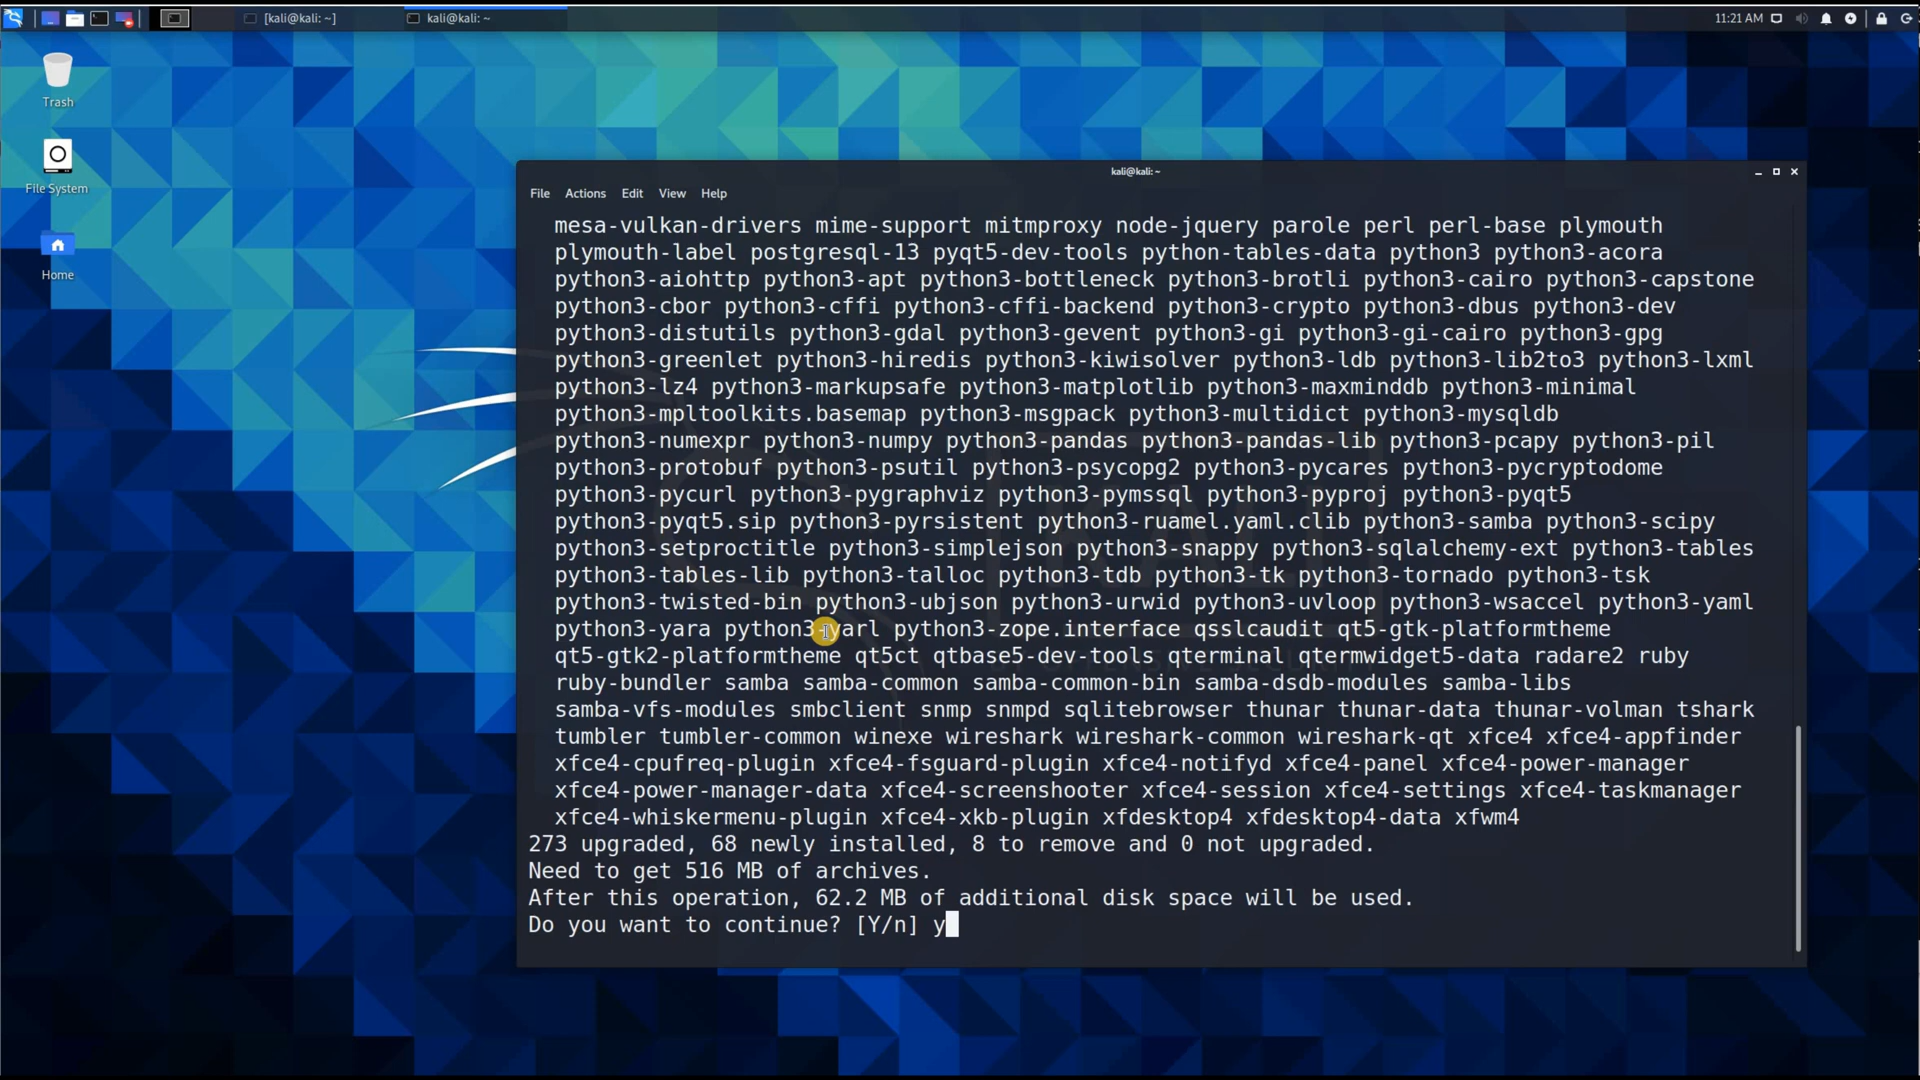 [kali@kali: ~]
kali@kali: ~
11:21 AM
Trash
File System
Home
kali@kali: ~
File Actions Edit View Help
mesa-vulkan-drivers mime-support mitmproxy node-jquery parole perl perl-base plymouth
plymouth-label postgresql-13 pyqt5-dev-tools python-tables-data python3 python3-acora
python3-aiohttp python3-apt python3-bottleneck python3-brotli python3-cairo python3-capstone
python3-cbor python3-cffi python3-cffi-backend python3-crypto python3-dbus python3-dev
python3-distutils python3-gdal python3-gevent python3-gi python3-gi-cairo python3-gpg
python3-greenlet python3-hiredis python3-kiwisolver python3-ldb python3-lib2to3 python3-lxml
python3-lz4 python3-markupsafe python3-matplotlib python3-maxminddb python3-minimal
python3-mpltoolkits.basemap python3-msgpack python3-multidict python3-mysqldb
python3-numexpr python3-numpy python3-pandas python3-pandas-lib python3-pcapy python3-pil
python3-protobuf python3-psutil python3-psycopg2 python3-pycares python3-pycryptodome
python3-pycurl python3-pygraphviz python3-pymssql python3-pyproj python3-pyqt5
python3-pyqt5.sip python3-pyrsistent python3-ruamel.yaml.clib python3-samba python3-scipy
python3-setproctitle python3-simplejson python3-snappy python3-sqlalchemy-ext python3-tables
python3-tables-lib python3-talloc python3-tdb python3-tk python3-tornado python3-tsk
python3-twisted-bin python3-ubjson python3-urwid python3-uvloop python3-wsaccel python3-yaml
python3-yara python3-yarl python3-zope.interface qsslcaudit qt5-gtk-platformtheme
qt5-gtk2-platformtheme qt5ct qtbase5-dev-tools qterminal qtermwidget5-data radare2 ruby
ruby-bundler samba samba-common samba-common-bin samba-dsdb-modules samba-libs
samba-vfs-modules smbclient snmp snmpd sqlitebrowser thunar thunar-data thunar-volman tshark
tumbler tumbler-common winexe wireshark wireshark-common wireshark-qt xfce4 xfce4-appfinder
xfce4-cpufreq-plugin xfce4-fsguard-plugin xfce4-notifyd xfce4-panel xfce4-power-manager
xfce4-power-manager-data xfce4-screenshooter xfce4-session xfce4-settings xfce4-taskmanager
xfce4-whiskermenu-plugin xfce4-xkb-plugin xfdesktop4 xfdesktop4-data xfwm4
273 upgraded, 68 newly installed, 8 to remove and 0 not upgraded.
Need to get 516 MB of archives.
After this operation, 62.2 MB of additional disk space will be used.
Do you want to continue? [Y/n] y